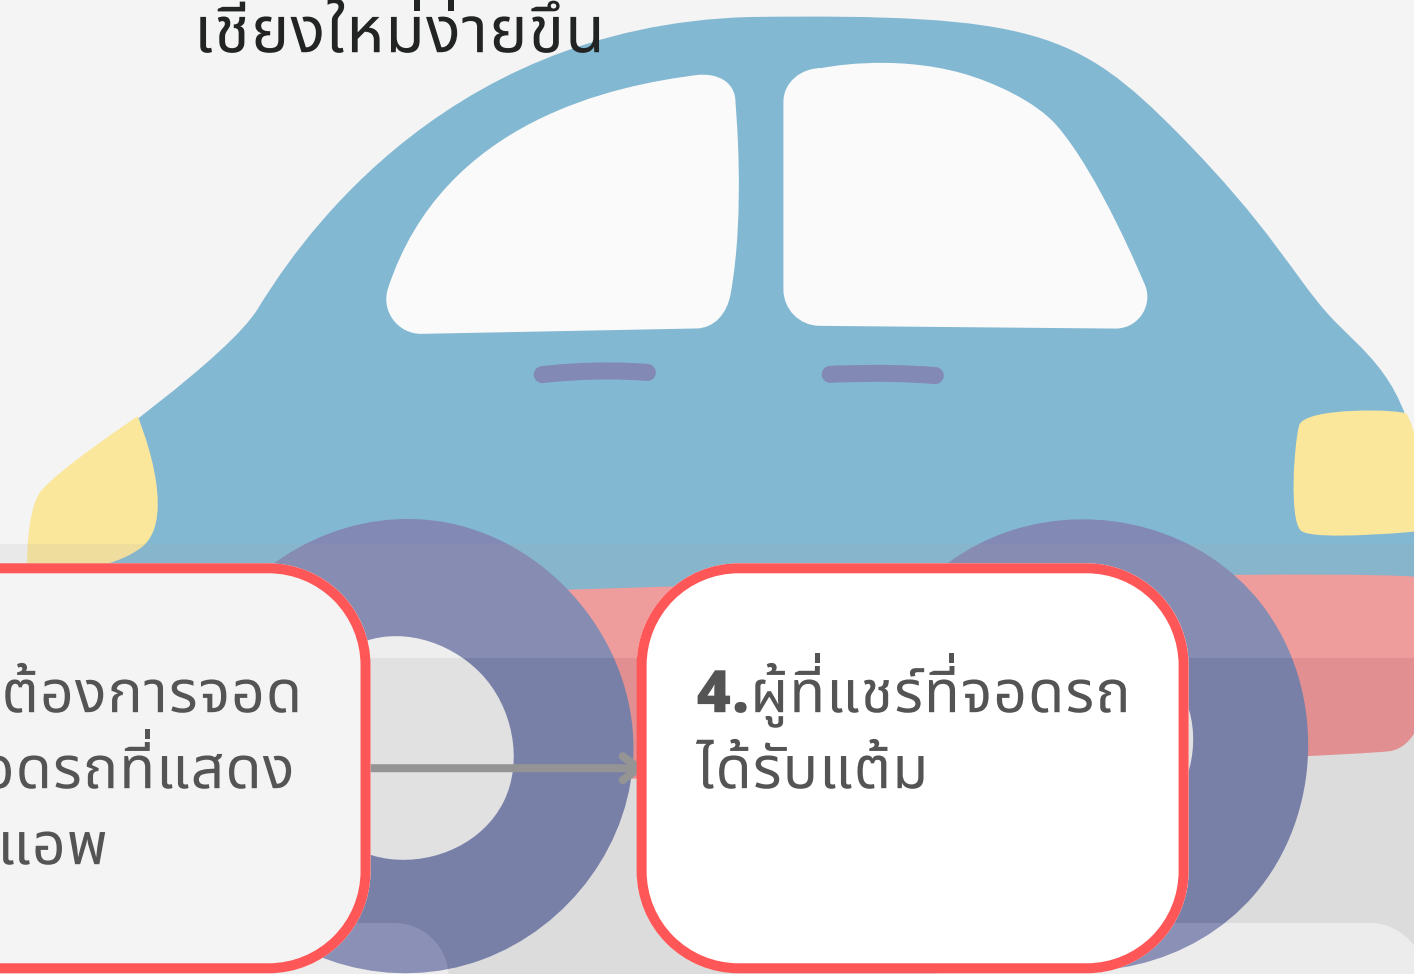 เชียงใหม่ง่ายขึ้น
ต้องการจอด
จอดรถที่แสดง
แอพ
4.ผู้ที่แชร์ที่จอดรถ
ได้รับแต้ม